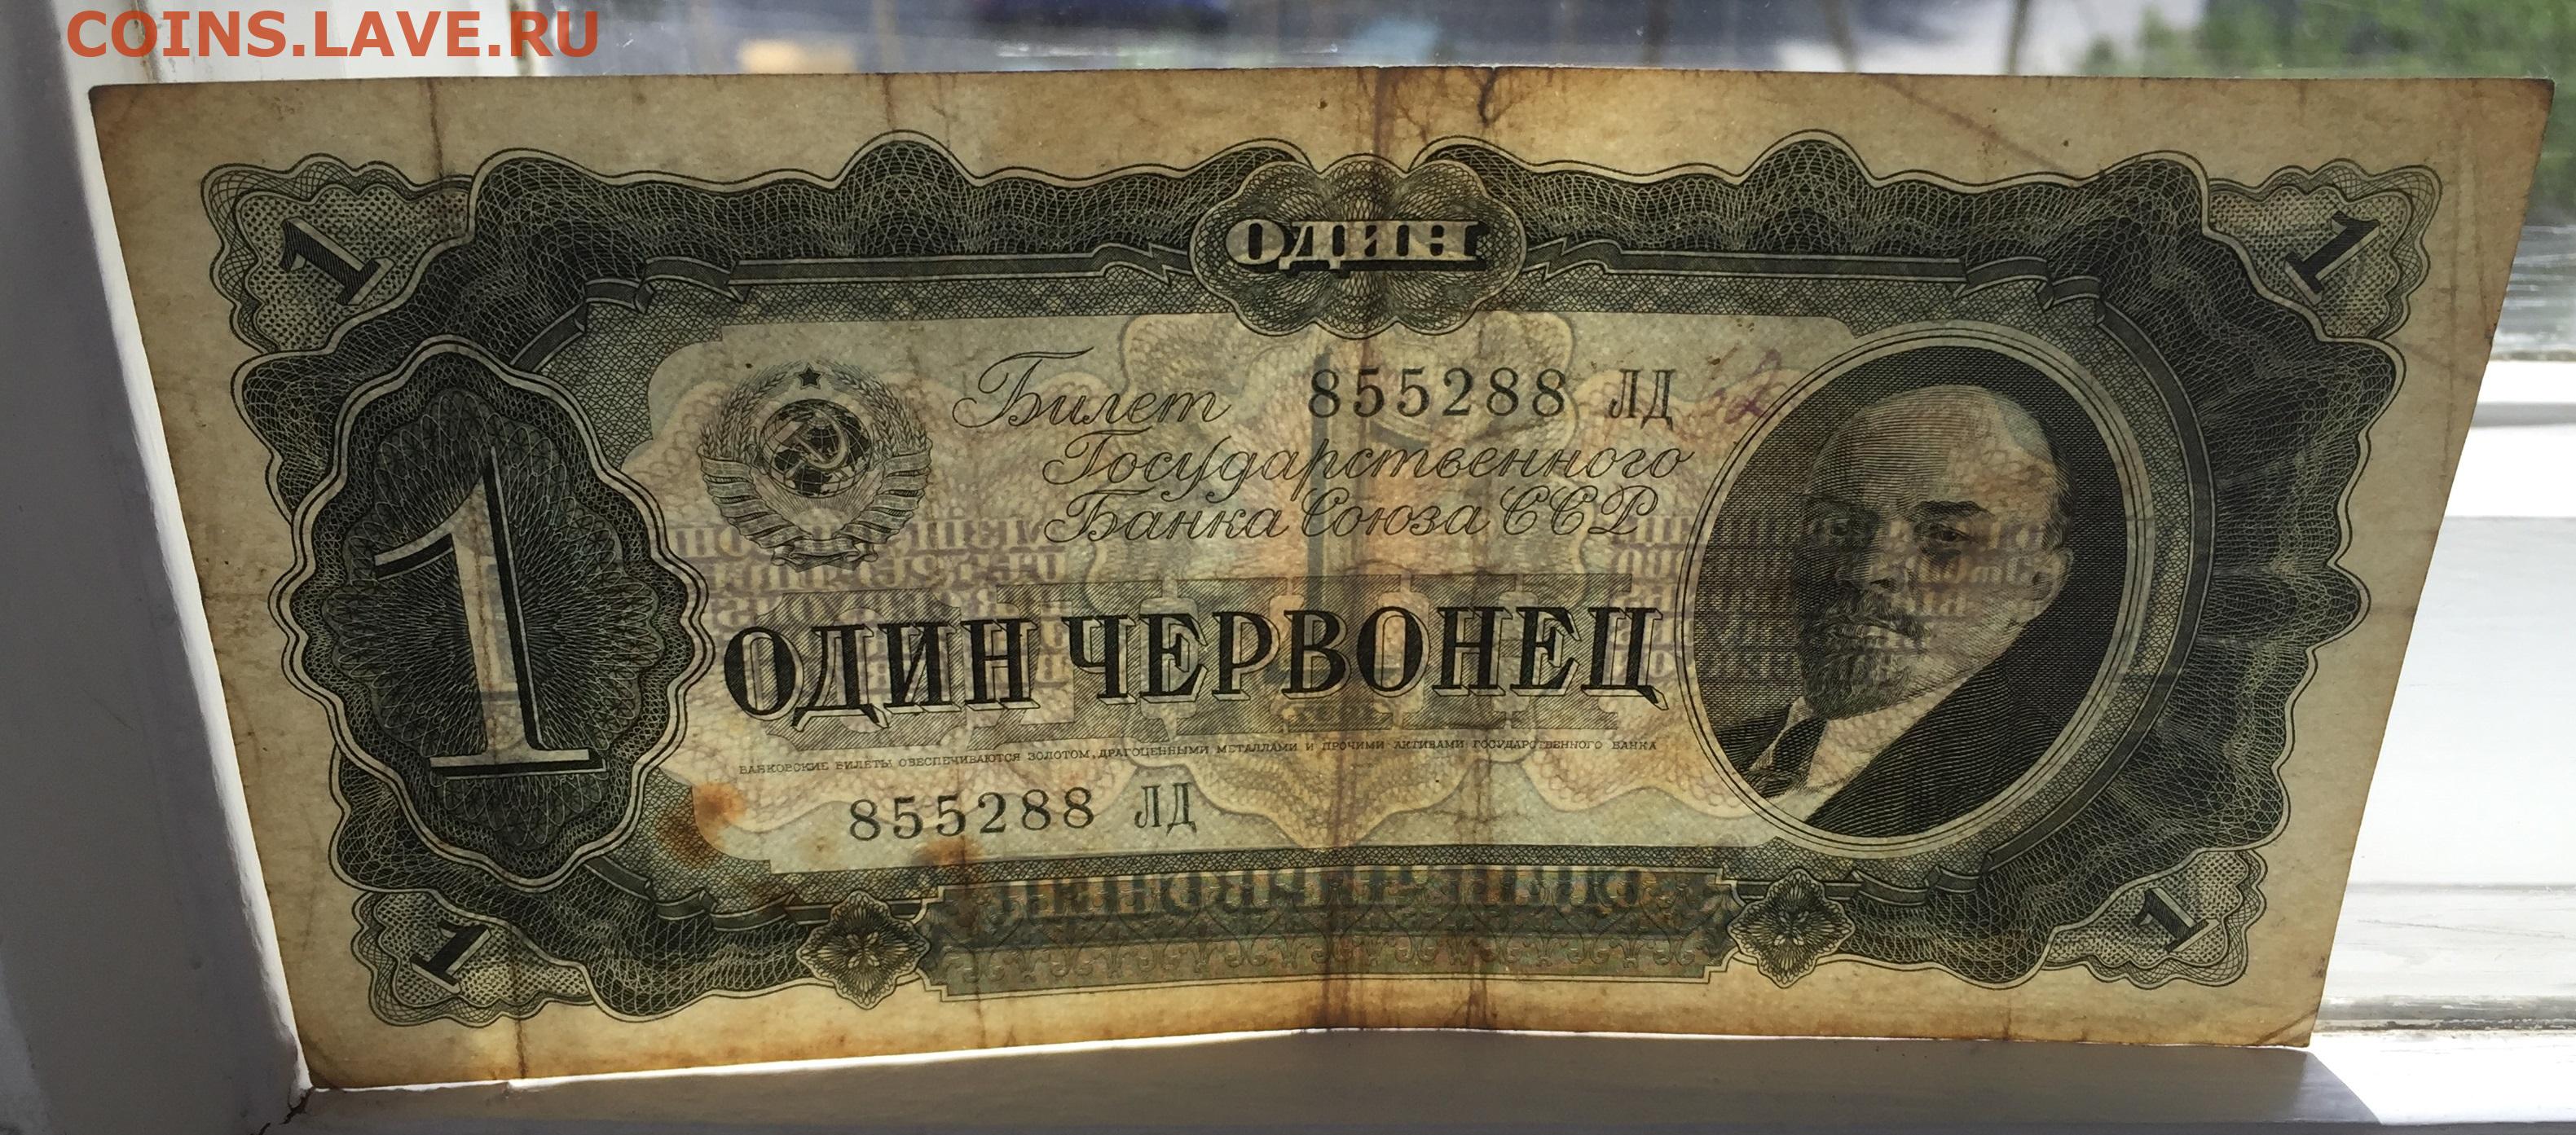 COINS.LAVE.RU
1
ОДИН
1
Билет 855288 ЛД
Государственного
Банка Союза ССР
1
ОДИН ЧЕРВОНЕЦ
БАНКОВСКИЕ БИЛЕТЫ ОБЕСПЕЧИВАЮТСЯ ЗОЛОТОМ, ДРАГОЦЕННЫМИ МЕТАЛЛАМИ И ПРОЧИМИ АКТИВАМИ ГОСУДАРСТВЕННОГО БАНКА
855288 ЛД
1
1